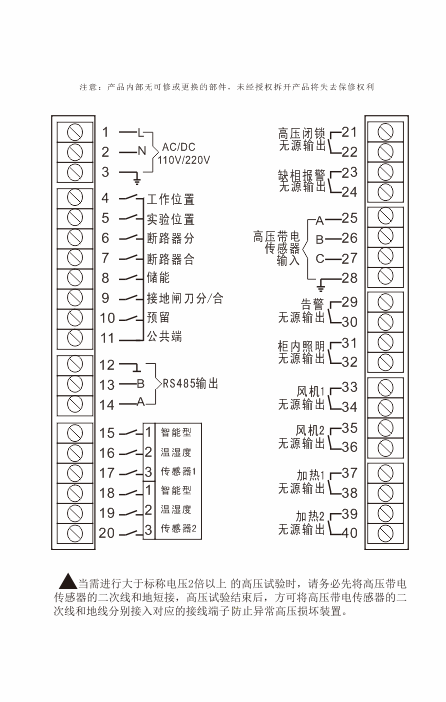 注意：产品内部无可修或更换的部件，未经授权拆开产品将失去保修权利
1 L
2 N
3
AC/DC
110V/220V
4 工作位置
5 实验位置
6 断路器分
7 断路器合
8 储能
9 接地闸刀分/合
10 预留
11 公共端
12
13 B
14 A
RS485输出
15 1 智能型
16 2 温湿度
17 3 传感器1
18 1 智能型
19 2 温湿度
20 3 传感器2
高压闭锁 21
无源输出 22
缺相报警 23
无源输出 24
高压带电
传感器
输入
A 25
B 26
C 27
28
告警 29
无源输出 30
柜内照明 31
无源输出 32
风机1 33
无源输出 34
风机2 35
无源输出 36
加热1 37
无源输出 38
加热2 39
无源输出 40
当需进行大于标称电压2倍以上 的高压试验时，请务必先将高压带电
传感器的二次线和地短接，高压试验结束后，方可将高压带电传感器的二
次线和地线分别接入对应的接线端子防止异常高压损坏装置。